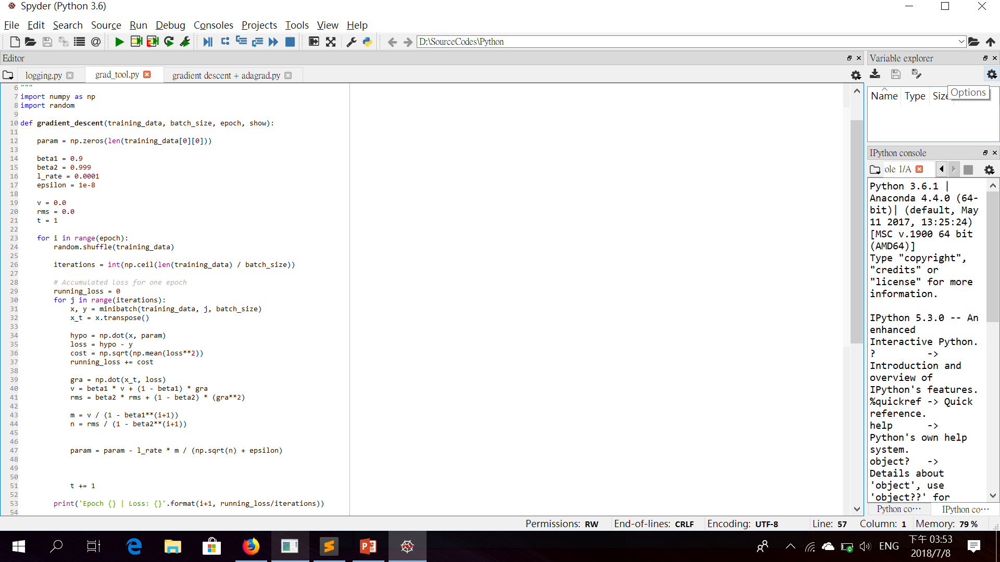 Spyder (Python 3.6)
File Edit Search Source Run Debug Consoles Projects Tools View Help
D:\SourceCodes\Python
Editor
logging.py grad_tool.py gradient descent + adagrad.py
6 """
7 import numpy as np
8 import random
9
10 def gradient_descent(training_data, batch_size, epoch, show):
11
12     param = np.zeros(len(training_data[0][0]))
13
14     beta1 = 0.9
15     beta2 = 0.999
16     l_rate = 0.0001
17     epsilon = 1e-8
18
19     v = 0.0
20     rms = 0.0
21     t = 1
22
23     for i in range(epoch):
24         random.shuffle(training_data)
25
26         iterations = int(np.ceil(len(training_data) / batch_size))
27
28         # Accumulated loss for one epoch
29         running_loss = 0
30         for j in range(iterations):
31             x, y = minibatch(training_data, j, batch_size)
32             x_t = x.transpose()
33
34             hypo = np.dot(x, param)
35             loss = hypo - y
36             cost = np.sqrt(np.mean(loss**2))
37             running_loss += cost
38
39             gra = np.dot(x_t, loss)
40             v = beta1 * v + (1 - beta1) * gra
41             rms = beta2 * rms + (1 - beta2) * (gra**2)
42
43             m = v / (1 - beta1**(i+1))
44             n = rms / (1 - beta2**(i+1))
45
46
47             param = param - l_rate * m / (np.sqrt(n) + epsilon)
48
49
50
51             t += 1
52
53         print('Epoch {} | Loss: {}'.format(i+1, running_loss/iterations))
54
Variable explorer
Name Type Size
Options
IPython console
ole 1/A
Python 3.6.1 |
Anaconda 4.4.0 (64-
bit)| (default, May
11 2017, 13:25:24)
[MSC v.1900 64 bit
(AMD64)]
Type "copyright",
"credits" or
"license" for more
information.
IPython 5.3.0 -- An
enhanced
Interactive Python.
?         ->
Introduction and
overview of
IPython's features.
%quickref -> Quick
reference.
help      ->
Python's own help
system.
object?   ->
Details about
'object', use
'object??' for
Python co··· IPython co···
Permissions: RW End-of-lines: CRLF Encoding: UTF-8 Line: 57 Column: 1 Memory: 79 %
ENG
下午 03:53
2018/7/8